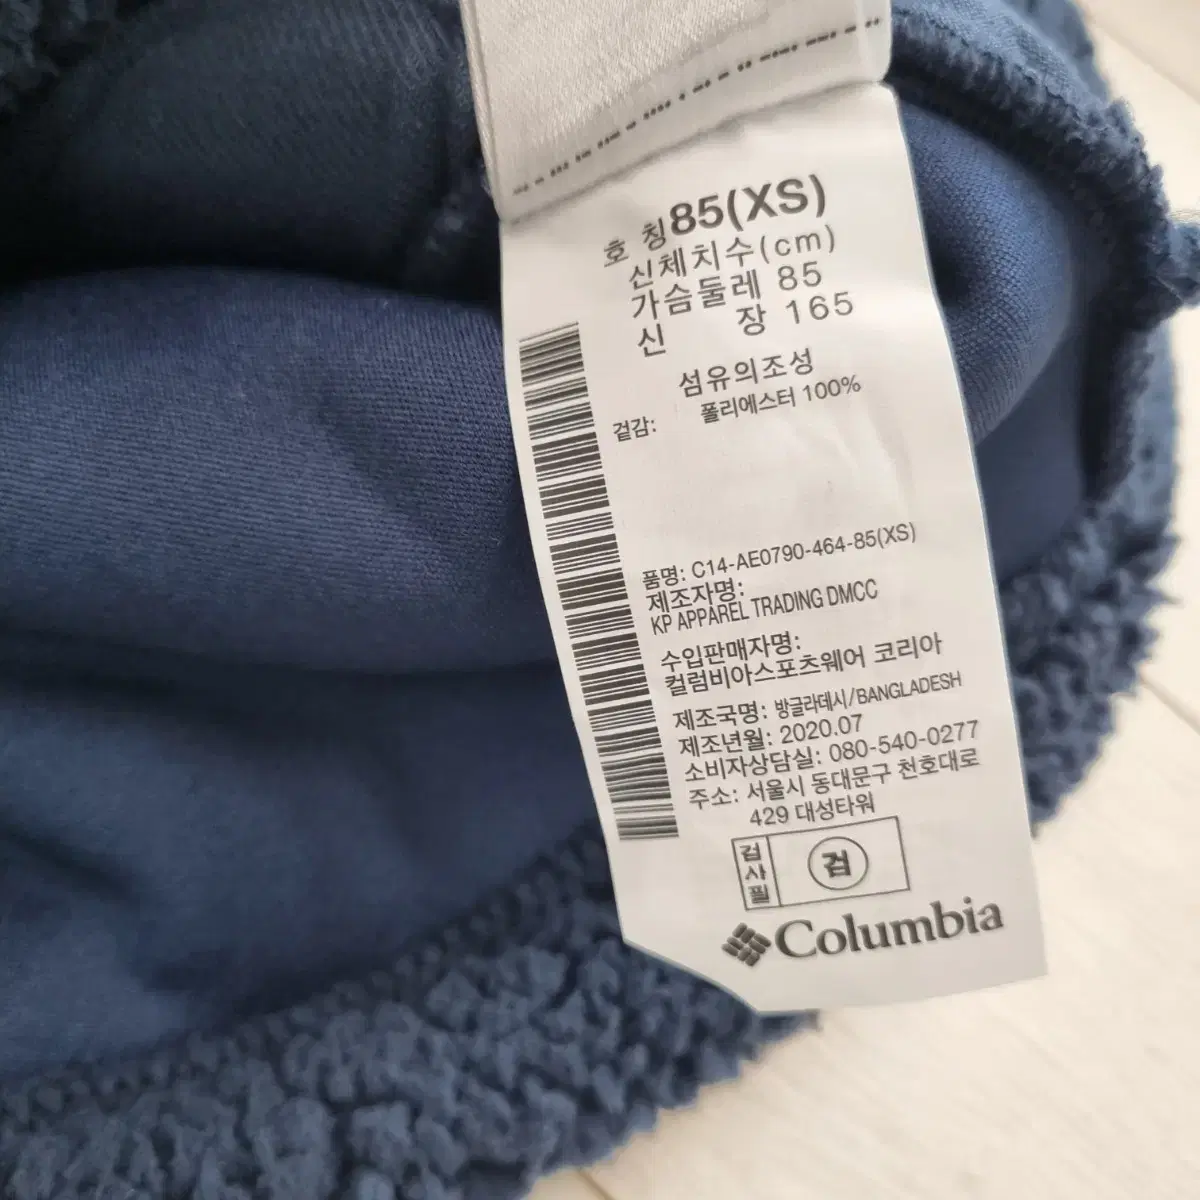 호 칭 85(XS)
신체치수(cm)
가슴둘레 85
신 장 165
섬유의조성
겉감: 폴리에스터 100%
품명: C14-AE0790-464-85(XS)
제조자명:
KP APPAREL TRADING DMCC
수입판매자명:
컬럼비아스포츠웨어 코리아
제조국명: 방글라데시/BANGLADESH
제조년월: 2020.07
소비자상담실: 080-540-0277
주소: 서울시 동대문구 천호대로
429 대성타워
검사필 검
Columbia